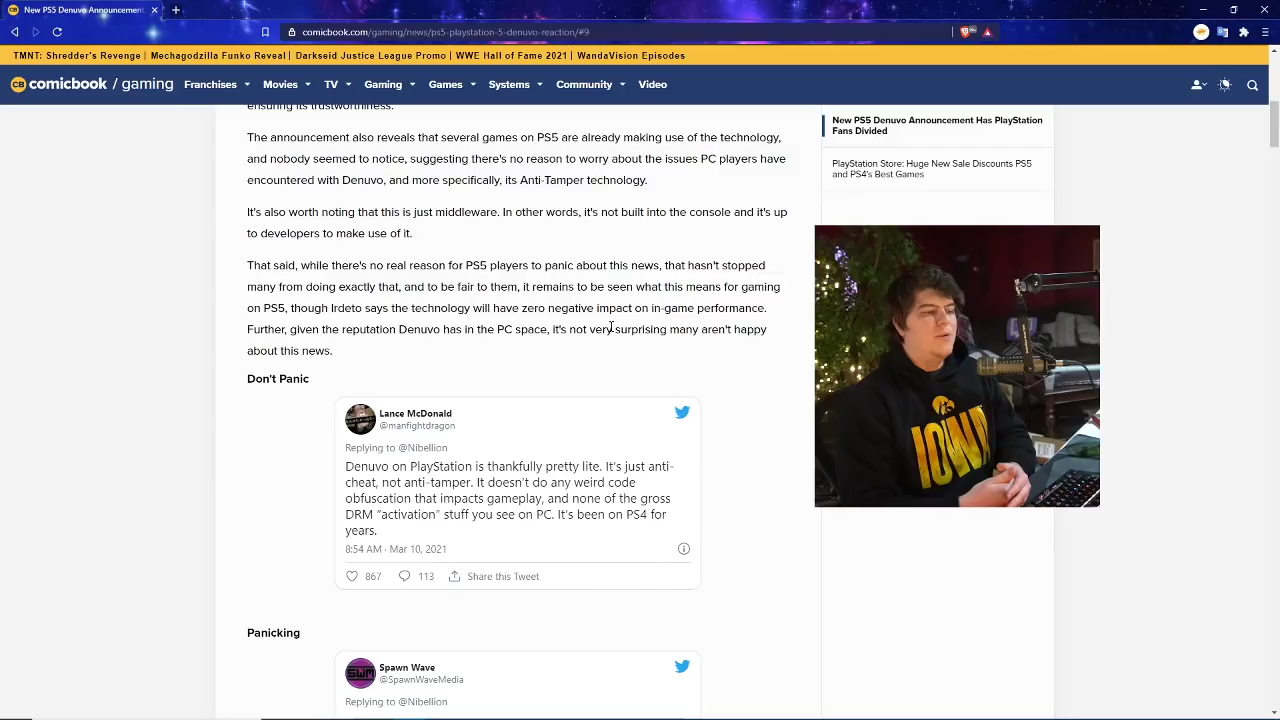 New PS5 Denuvo Announcement
comicbook.com/gaming/news/ps5-playstation-5-denuvo-reaction/#9
TMNT: Shredder's Revenge | Mechagodzilla Funko Reveal | Darkseid Justice League Promo | WWE Hall of Fame 2021 | WandaVision Episodes
CB comicbook / gaming Franchises Movies TV Gaming Games Systems Community Video
ensuring its trustworthiness.
The announcement also reveals that several games on PS5 are already making use of the technology,
and nobody seemed to notice, suggesting there's no reason to worry about the issues PC players have
encountered with Denuvo, and more specifically, its Anti-Tamper technology.
It's also worth noting that this is just middleware. In other words, it's not built into the console and it's up
to developers to make use of it.
That said, while there's no real reason for PS5 players to panic about this news, that hasn't stopped
many from doing exactly that, and to be fair to them, it remains to be seen what this means for gaming
on PS5, though Irdeto says the technology will have zero negative impact on in-game performance.
Further, given the reputation Denuvo has in the PC space, it's not very surprising many aren't happy
about this news.
Don't Panic
Lance McDonald
@manfightdragon
Replying to @Nibellion
Denuvo on PlayStation is thankfully pretty lite. It's just anti-
cheat, not anti-tamper. It doesn't do any weird code
obfuscation that impacts gameplay, and none of the gross
DRM "activation" stuff you see on PC. It's been on PS4 for
years.
8:54 AM · Mar 10, 2021
867 113 Share this Tweet
Panicking
SWM
Spawn Wave
@SpawnWaveMedia
Replying to @Nibellion
New PS5 Denuvo Announcement Has PlayStation
Fans Divided
PlayStation Store: Huge New Sale Discounts PS5
and PS4's Best Games
IOWA